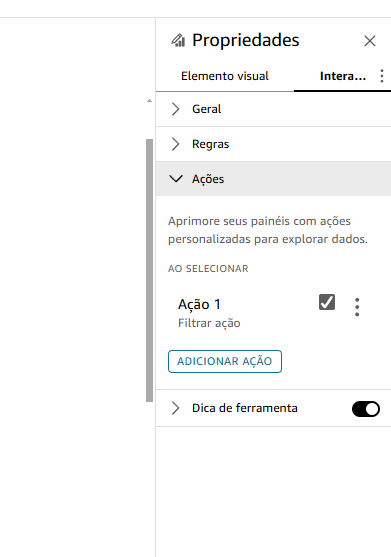 Propriedades
Elemento visual
Intera...
Geral
Regras
Ações
Aprimore seus painéis com ações
personalizadas para explorar dados.
AO SELECIONAR
Ação 1
Filtrar ação
ADICIONAR AÇÃO
Dica de ferramenta